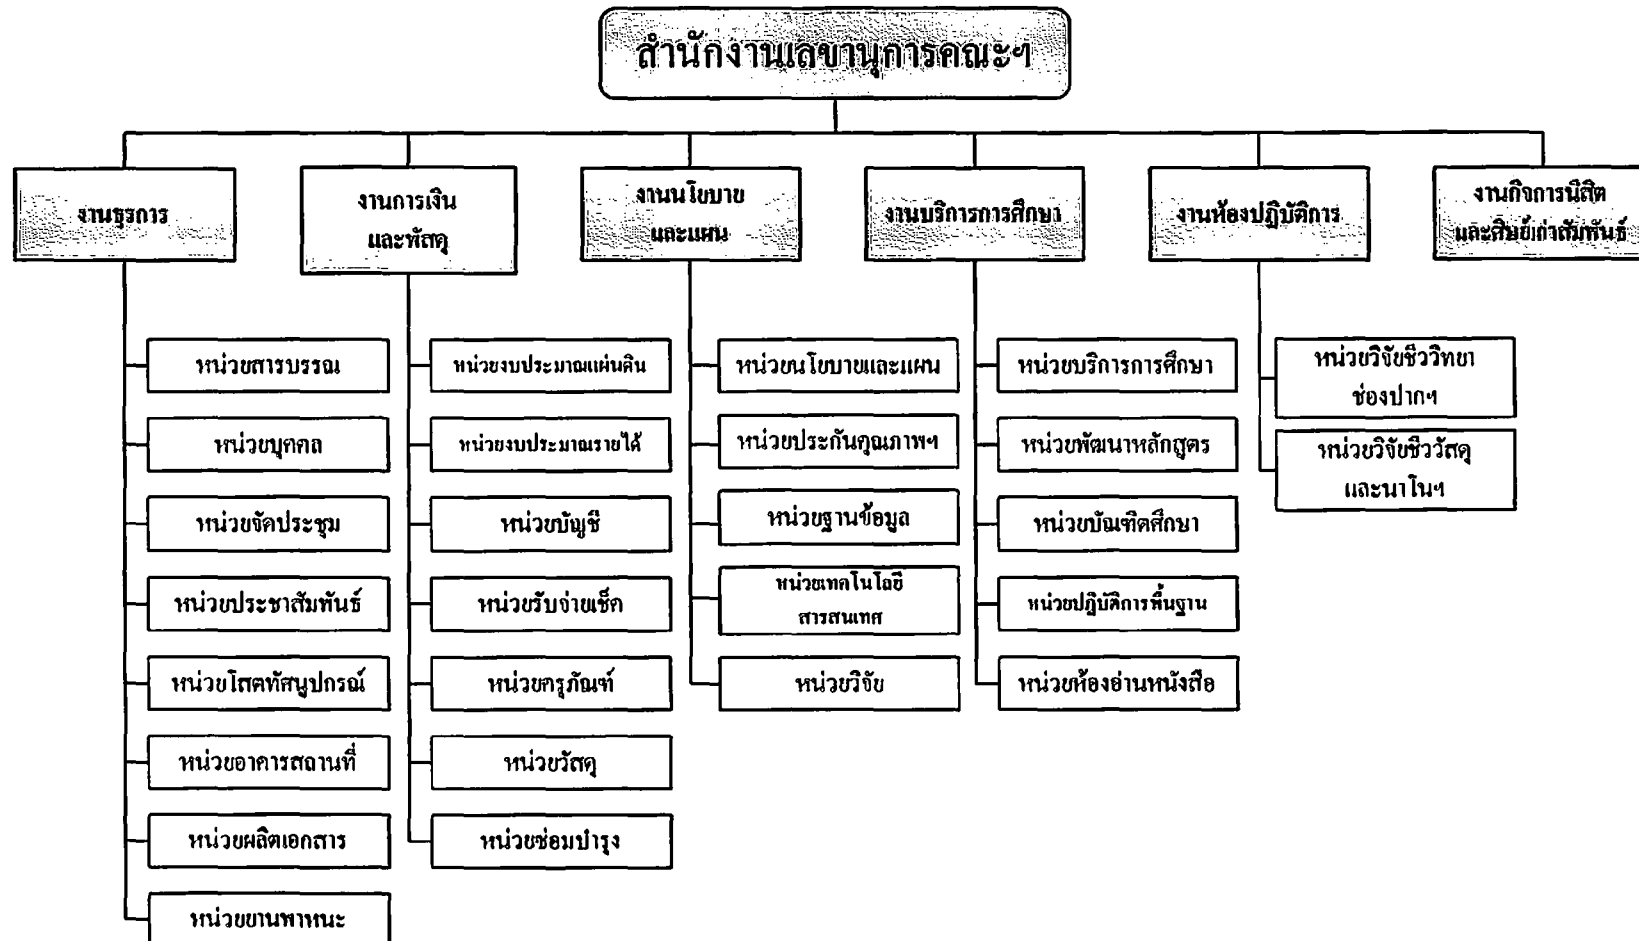 สำนักงานเลขานุการคณะฯ
งานธุรการ
งานการเงิน
และพัสดุ
งานนโยบาย
และแผน
งานบริการการศึกษา
งานห้องปฏิบัติการ
งานกิจการนิสิต
และศิษย์เก่าสัมพันธ์
หน่วยสารบรรณ
หน่วยบุคคล
หน่วยจัดประชุม
หน่วยประชาสัมพันธ์
หน่วยโสตทัศนูปกรณ์
หน่วยอาคารสถานที่
หน่วยผลิตเอกสาร
หน่วยยานพาหนะ
หน่วยงบประมาณแผ่นดิน
หน่วยงบประมาณรายได้
หน่วยบัญชี
หน่วยรับจ่ายเช็ค
หน่วยครุภัณฑ์
หน่วยวัสดุ
หน่วยซ่อมบำรุง
หน่วยนโยบายและแผน
หน่วยประกันคุณภาพฯ
หน่วยฐานข้อมูล
หน่วยเทคโนโลยี
สารสนเทศ
หน่วยวิจัย
หน่วยบริการการศึกษา
หน่วยพัฒนาหลักสูตร
หน่วยบัณฑิตศึกษา
หน่วยปฏิบัติการพื้นฐาน
หน่วยห้องอ่านหนังสือ
หน่วยวิจัยชีววิทยา
ช่องปากฯ
หน่วยวิจัยชีววัสดุ
และนาโนฯ